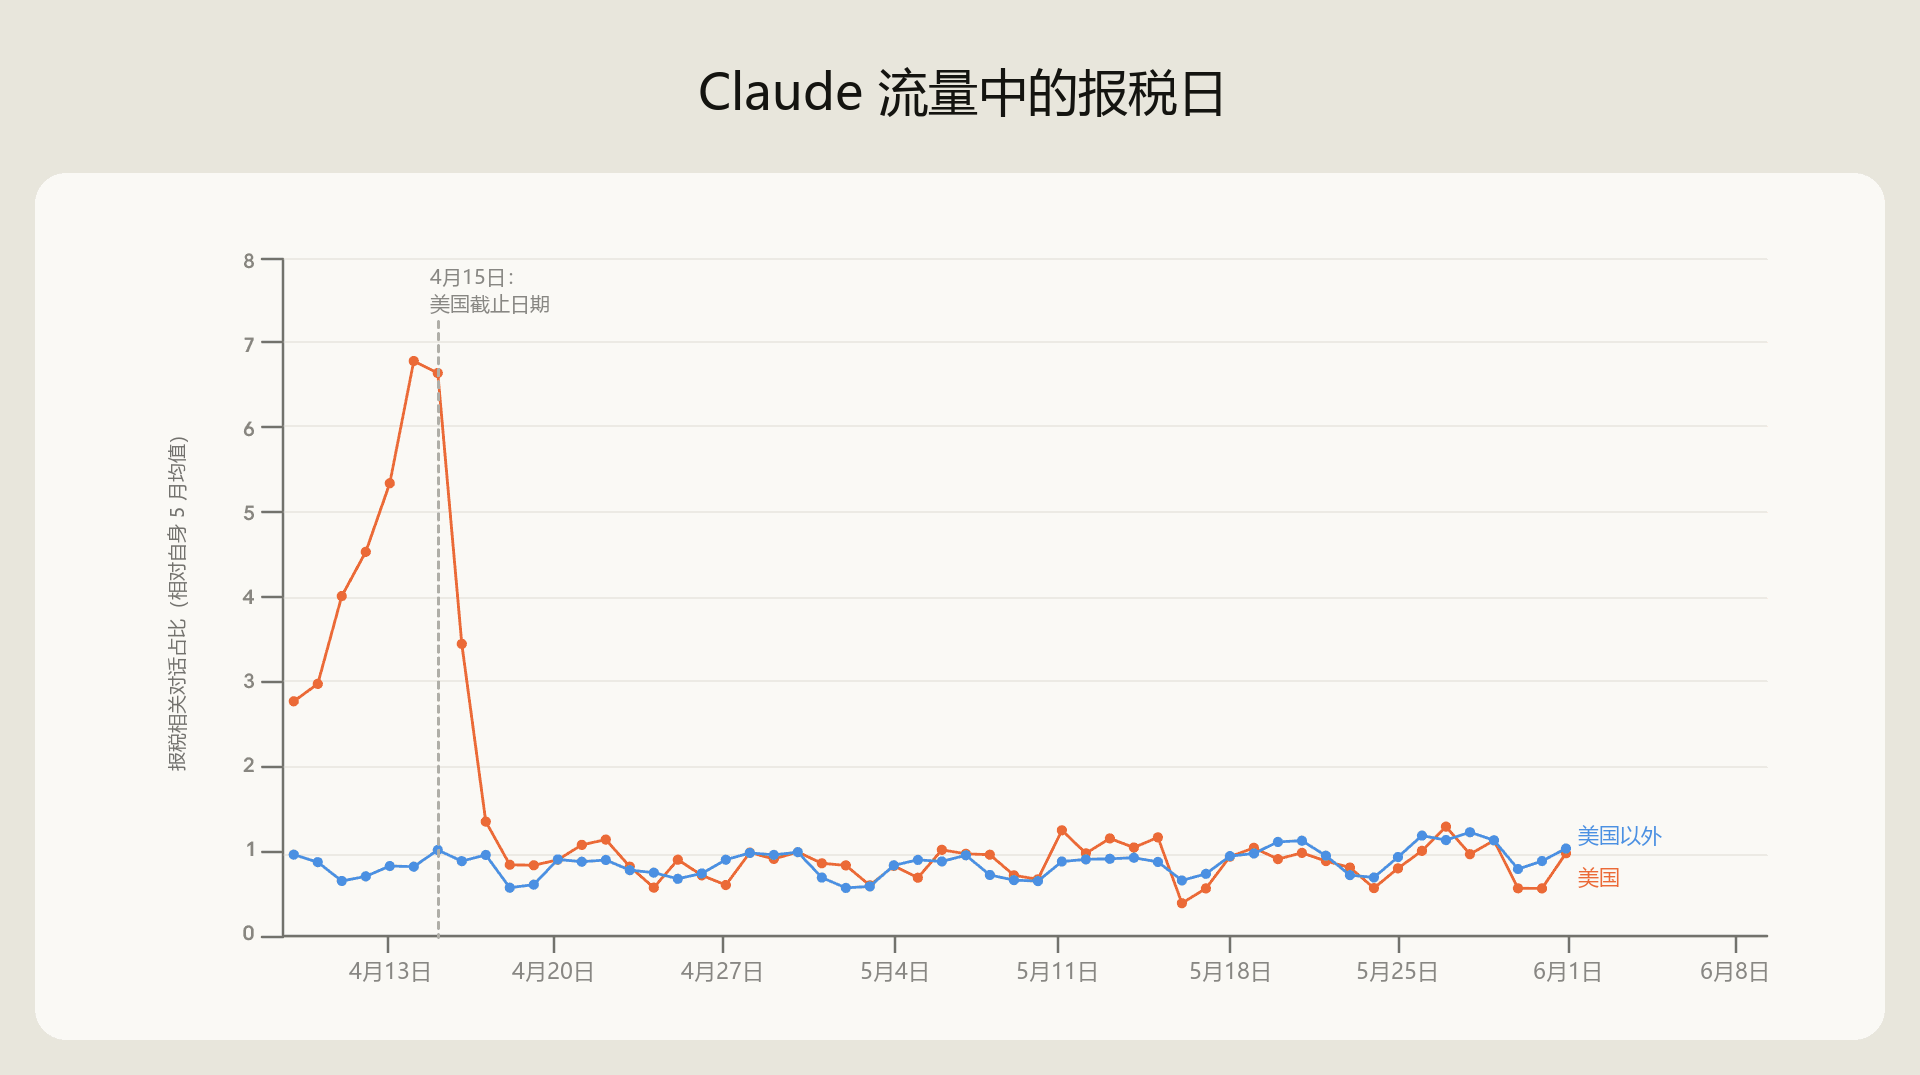 Claude 流量中的报税日
报税相关对话占比（相对自身 5 月均值）
8
7
6
5
4
3
2
1
0
4月15日：
美国截止日期
美国以外
美国
4月13日
4月20日
4月27日
5月4日
5月11日
5月18日
5月25日
6月1日
6月8日